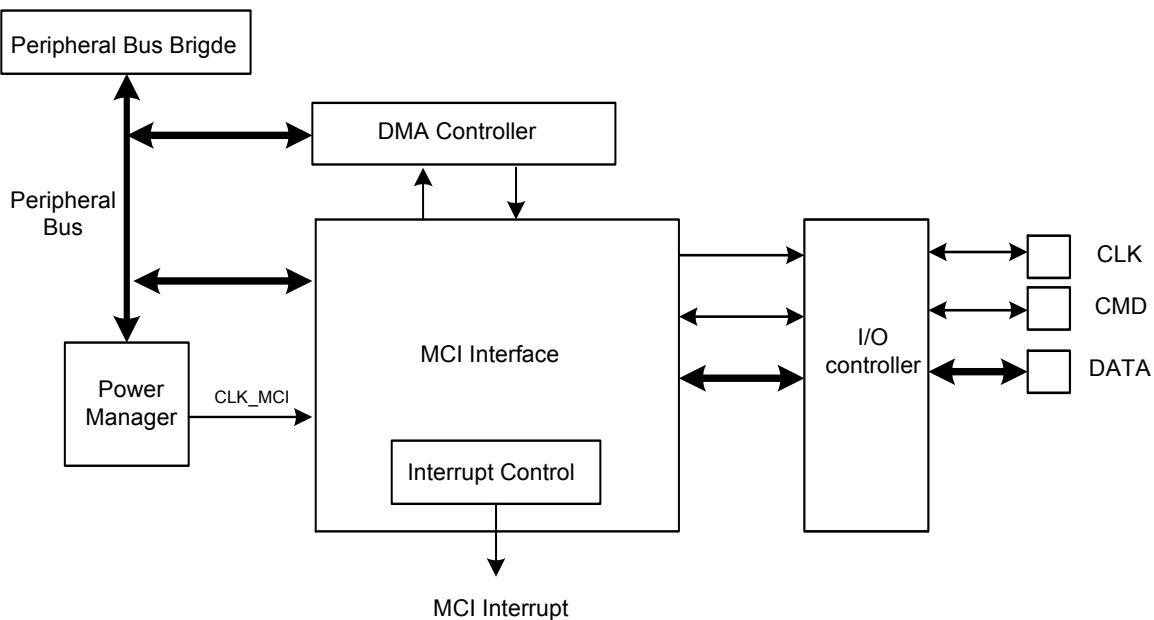 Peripheral Bus Brigde
DMA Controller
Peripheral
Bus
MCI Interface
I/O
controller
CLK
CMD
DATA
Power
Manager
CLK_MCI
Interrupt Control
MCI Interrupt